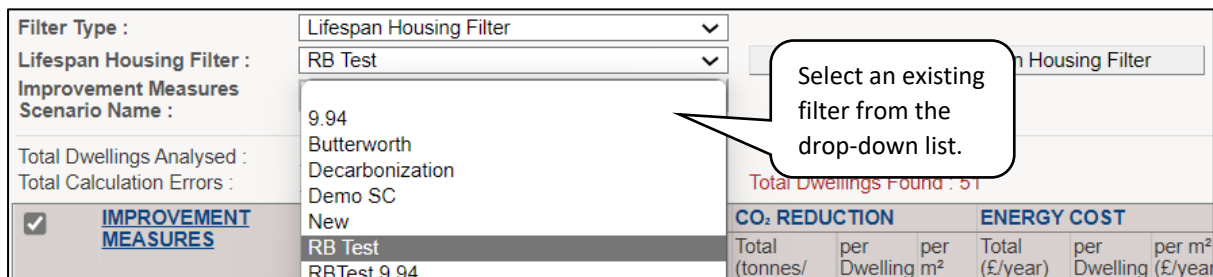 Filter Type :
Lifespan Housing Filter
Lifespan Housing Filter :
RB Test
n Housing Filter
Improvement Measures
Scenario Name :
Select an existing
filter from the
drop-down list.
9.94
Butterworth
Decarbonization
Demo SC
New
RB Test
RBTest 9.94
Total Dwellings Analysed :
Total Calculation Errors :
Total Dwellings Found : 51
IMPROVEMENT
MEASURES
CO₂ REDUCTION
ENERGY COST
Total per per Total per per m²
(tonnes/ Dwelling m² (£/year) Dwelling (£/year